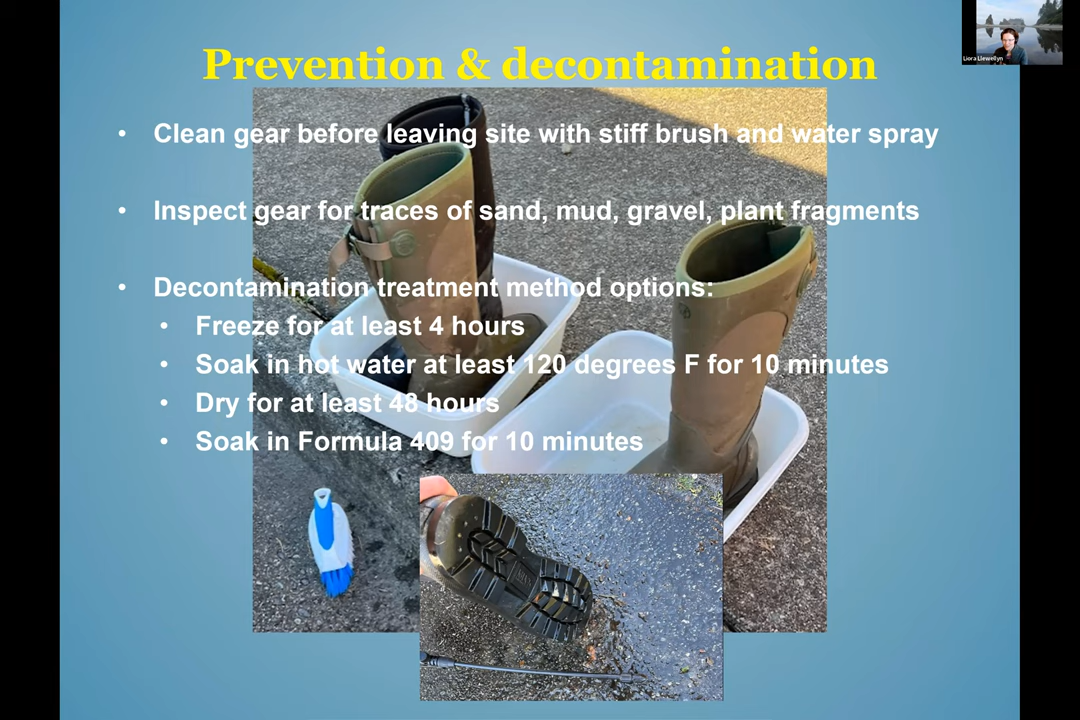 Prevention & decontamination
Liora Llewellyn
• Clean gear before leaving site with stiff brush and water spray
• Inspect gear for traces of sand, mud, gravel, plant fragments
• Decontamination treatment method options:
• Freeze for at least 4 hours
• Soak in hot water at least 120 degrees F for 10 minutes
• Dry for at least 48 hours
• Soak in Formula 409 for 10 minutes